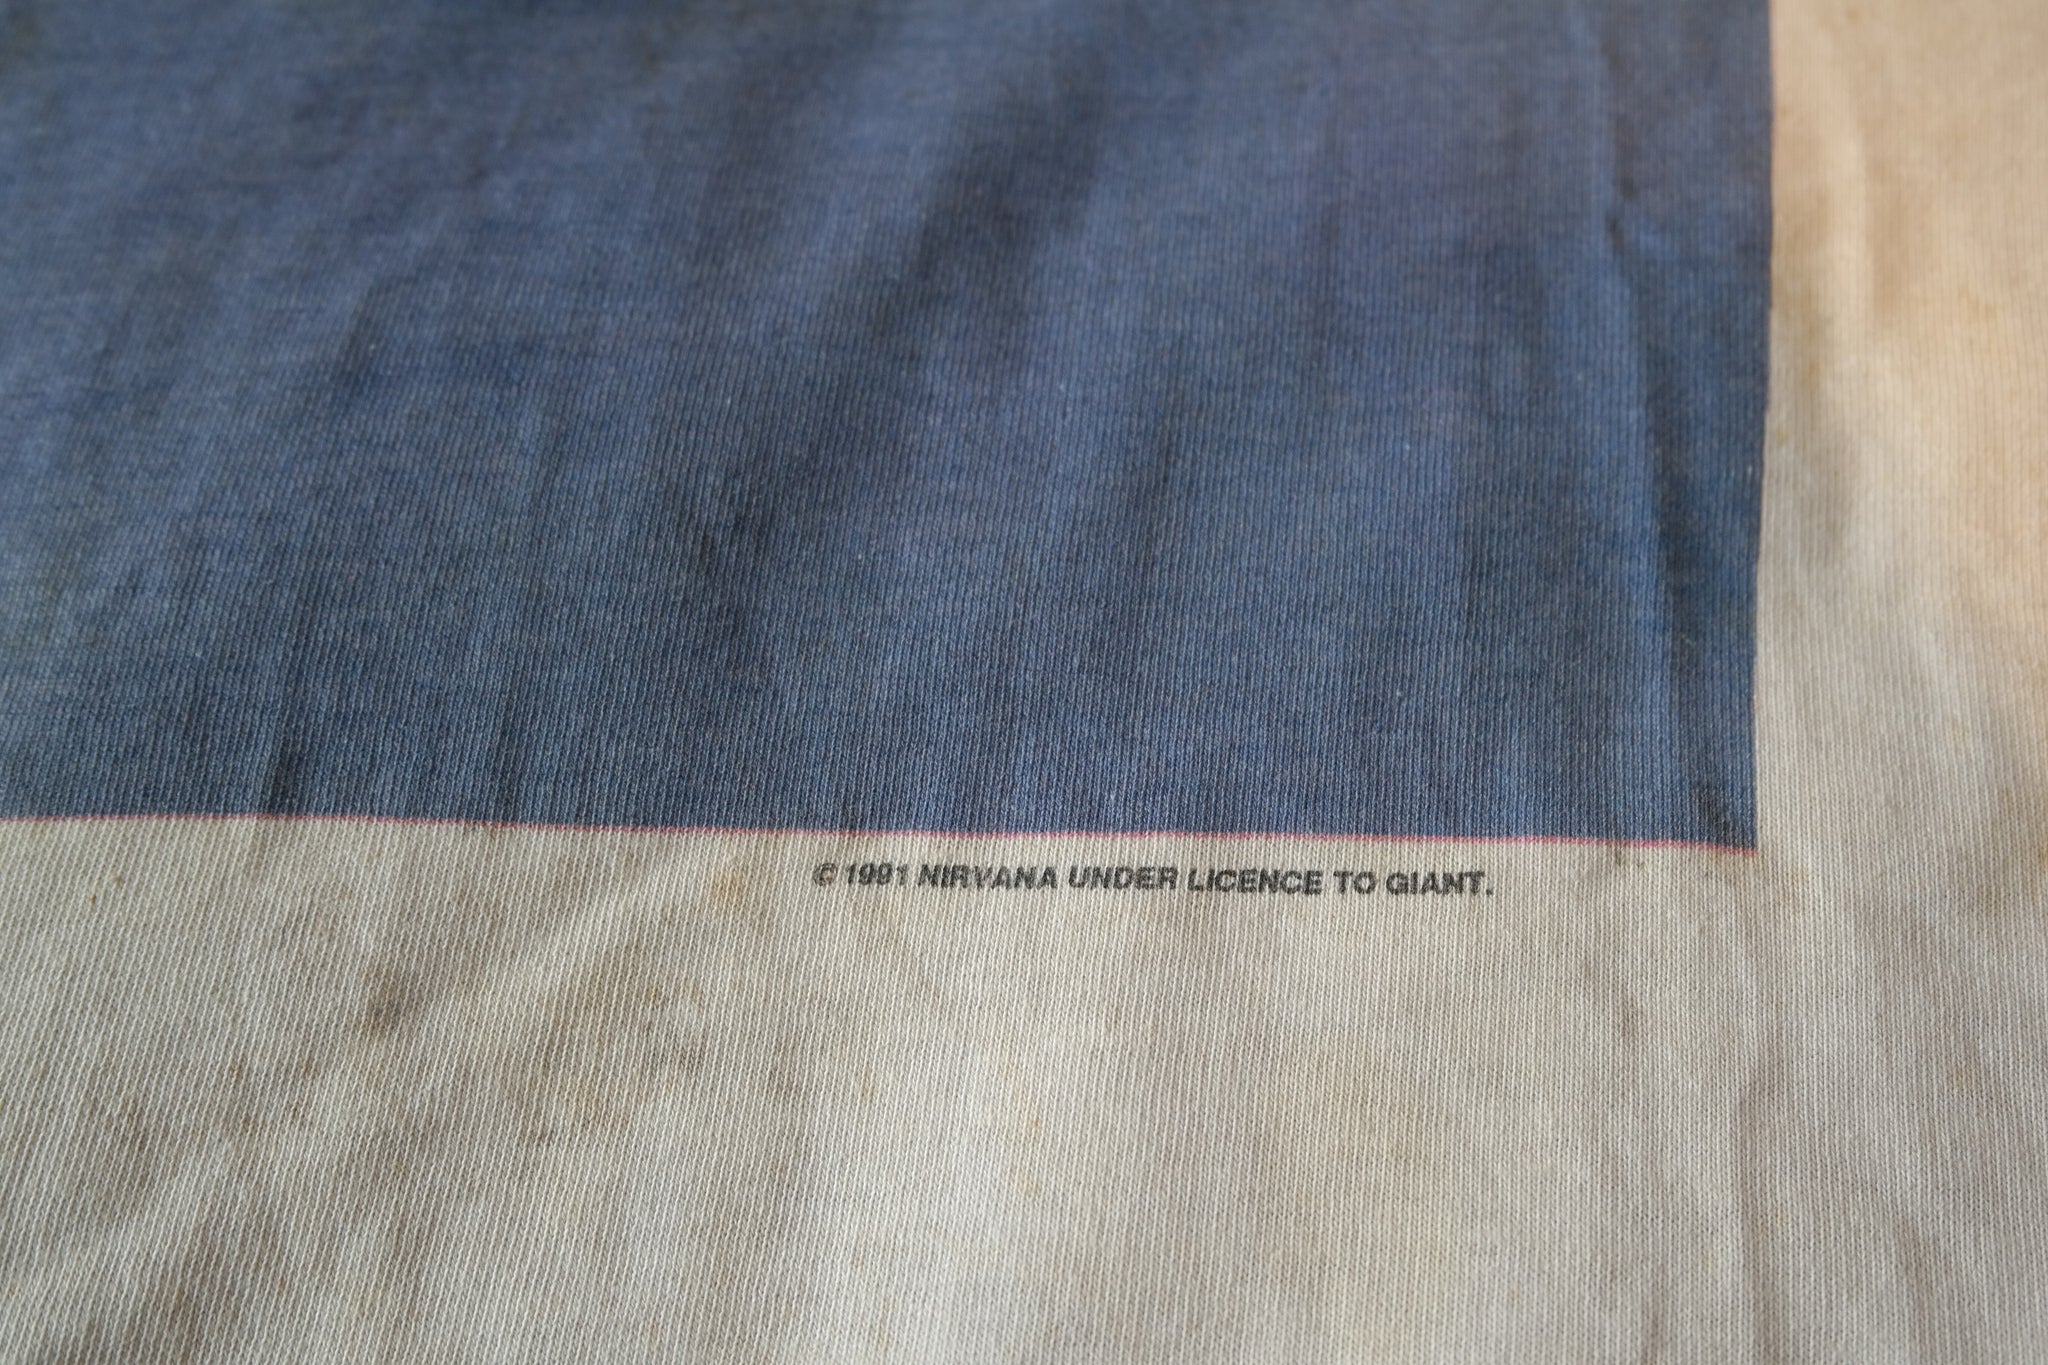 © 1991 NIRVANA UNDER LICENCE TO GIANT.